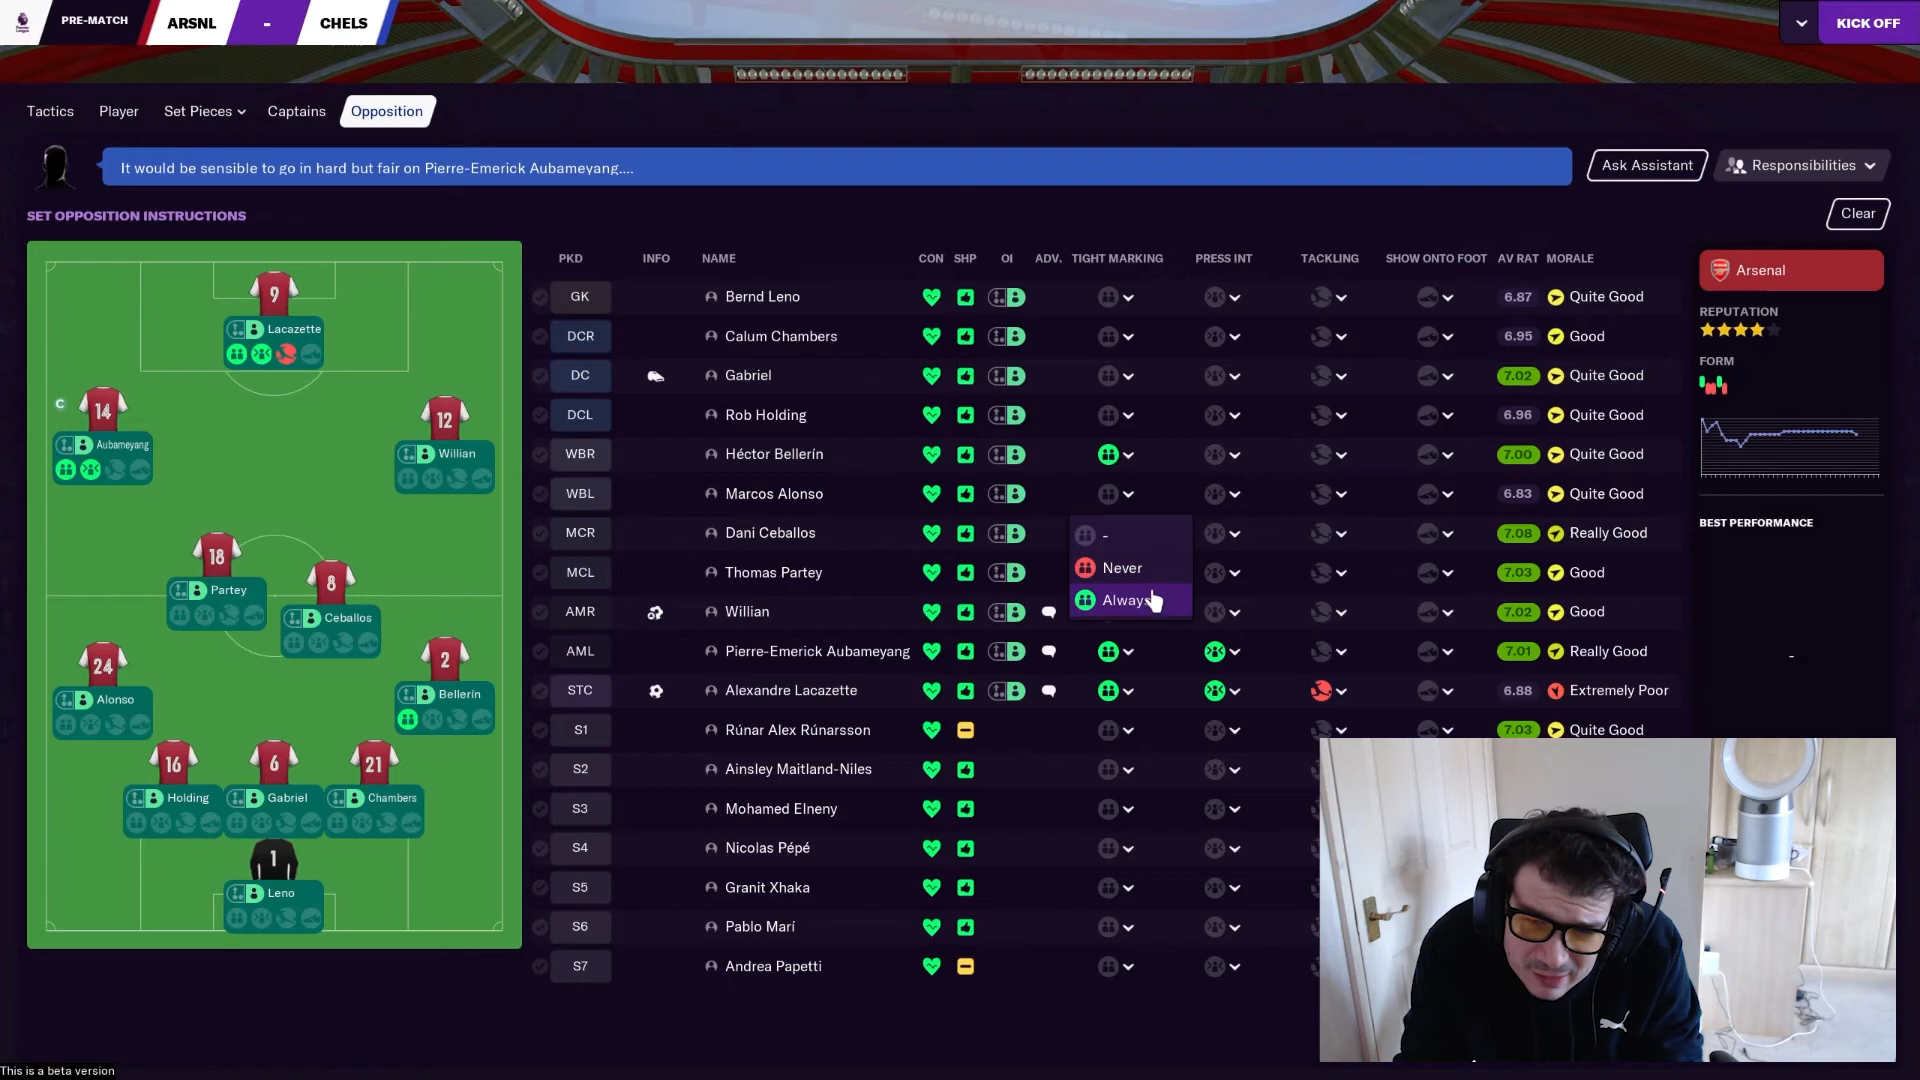 PRE-MATCH
ARSNL - CHELS
KICK OFF
Tactics Player Set Pieces Captains Opposition
It would be sensible to go in hard but fair on Pierre-Emerick Aubameyang....
Ask Assistant
Responsibilities
SET OPPOSITION INSTRUCTIONS
Clear
9
Lacazette
C
14
Aubameyang
12
Willian
18
Partey
8
Ceballos
24
Alonso
2
Bellerín
16
Holding
6
Gabriel
21
Chambers
1
Leno
PKD INFO NAME CON SHP OI ADV. TIGHT MARKING PRESS INT TACKLING SHOW ONTO FOOT AV RAT MORALE
GK Bernd Leno 6.87 Quite Good
DCR Calum Chambers 6.95 Good
DC Gabriel 7.02 Quite Good
DCL Rob Holding 6.96 Quite Good
WBR Héctor Bellerín 7.00 Quite Good
WBL Marcos Alonso 6.83 Quite Good
MCR Dani Ceballos 7.08 Really Good
MCL Thomas Partey 7.03 Good
AMR Willian 7.02 Good
AML Pierre-Emerick Aubameyang 7.01 Really Good
STC Alexandre Lacazette 6.88 Extremely Poor
S1 Rúnar Alex Rúnarsson 7.03 Quite Good
S2 Ainsley Maitland-Niles
S3 Mohamed Elneny
S4 Nicolas Pépé
S5 Granit Xhaka
S6 Pablo Marí
S7 Andrea Papetti
-
Never
Always
Arsenal
REPUTATION
FORM
BEST PERFORMANCE
-
This is a beta version